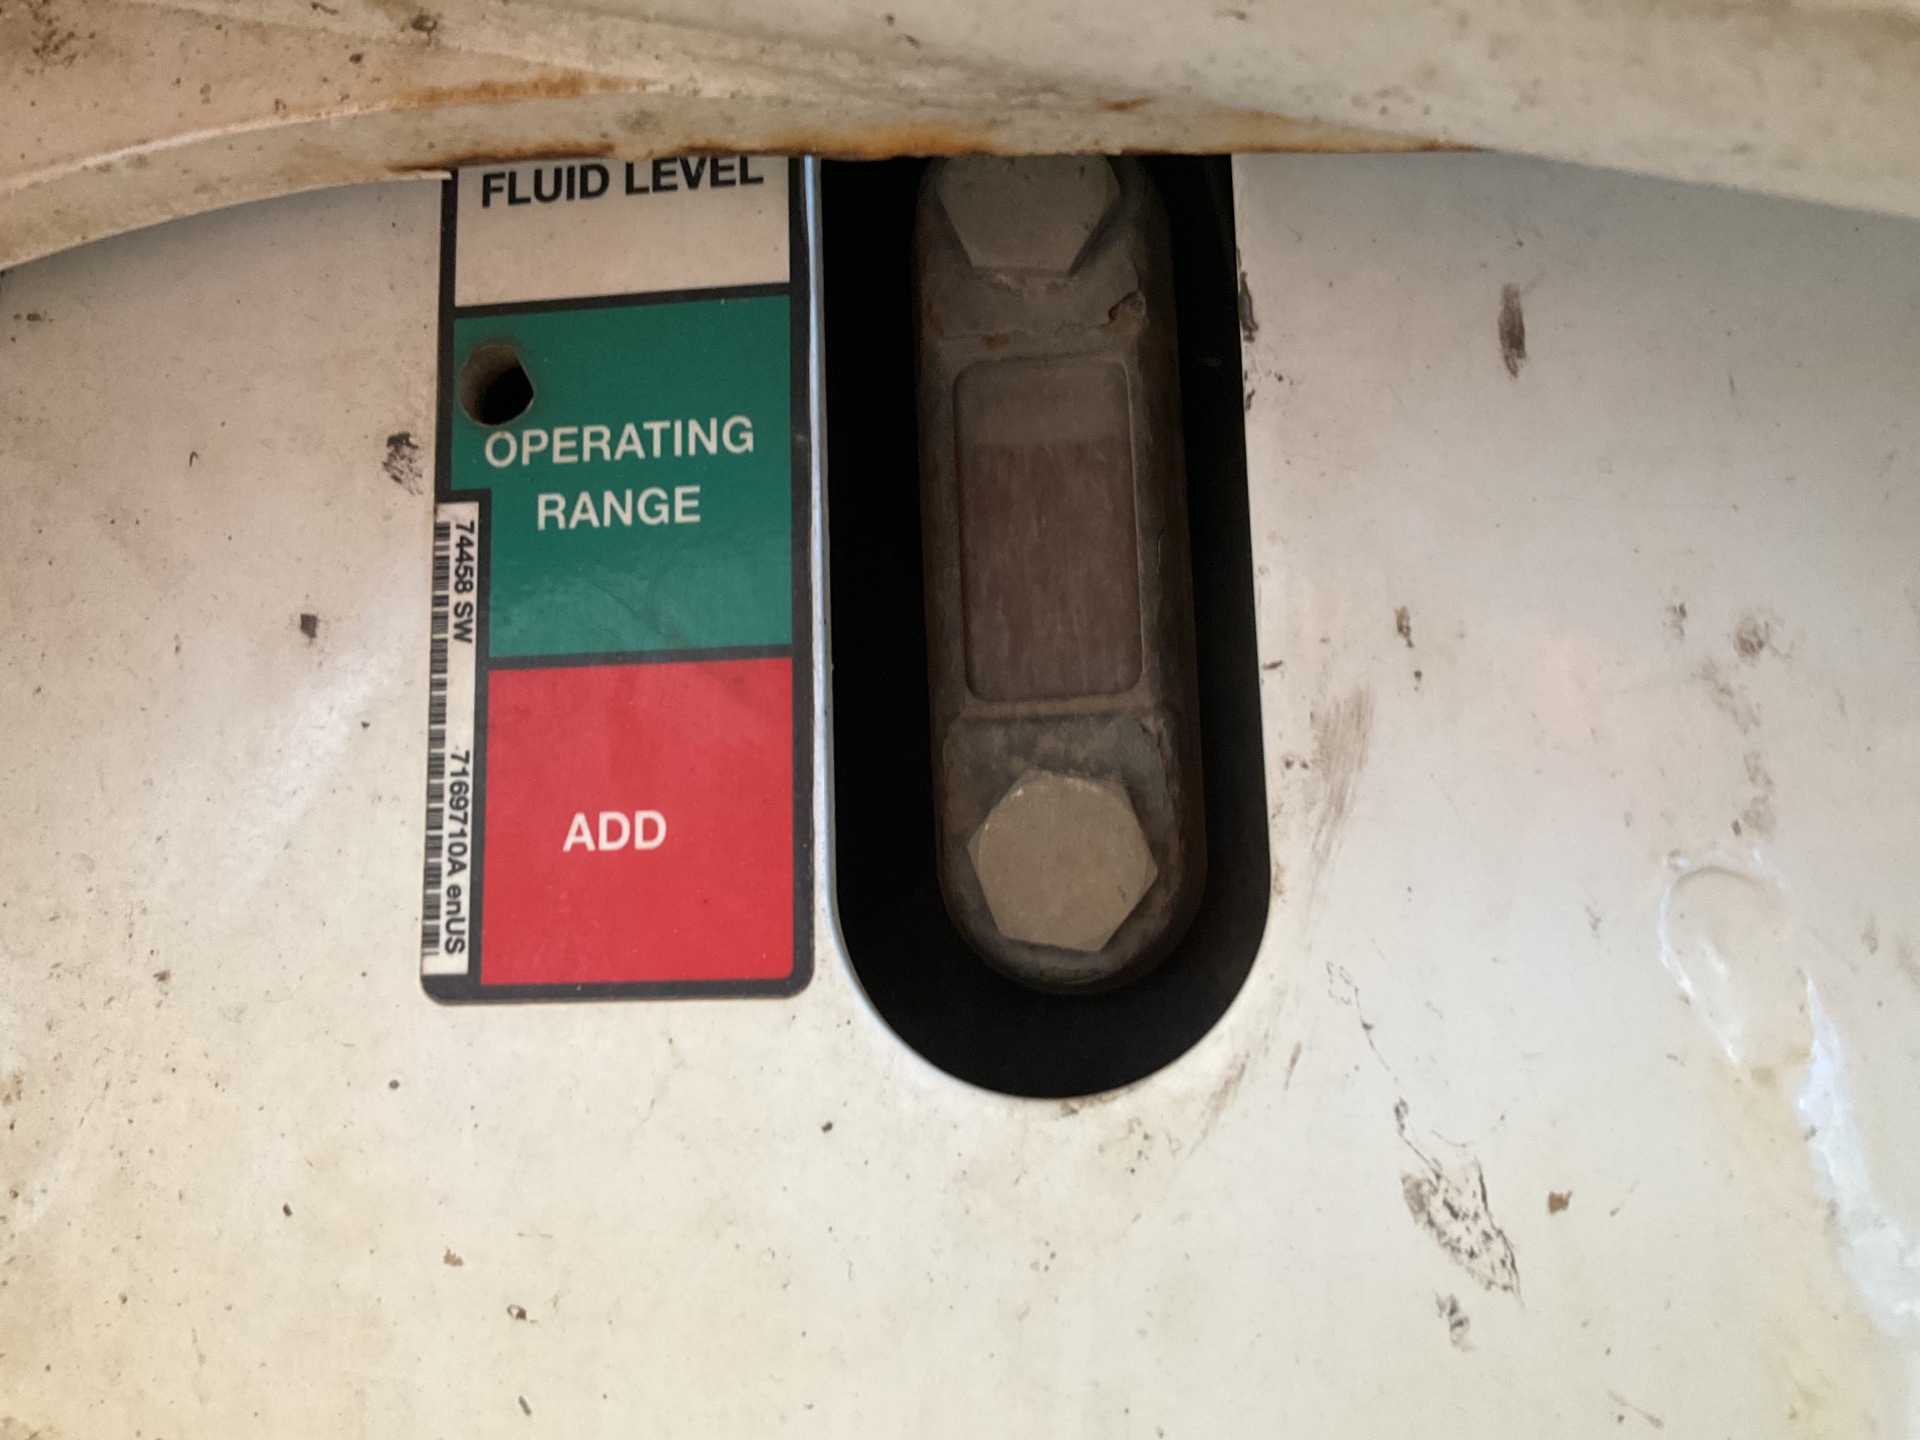 FLUID LEVEL
OPERATING
RANGE
74458 SW 7169710A enUS
ADD